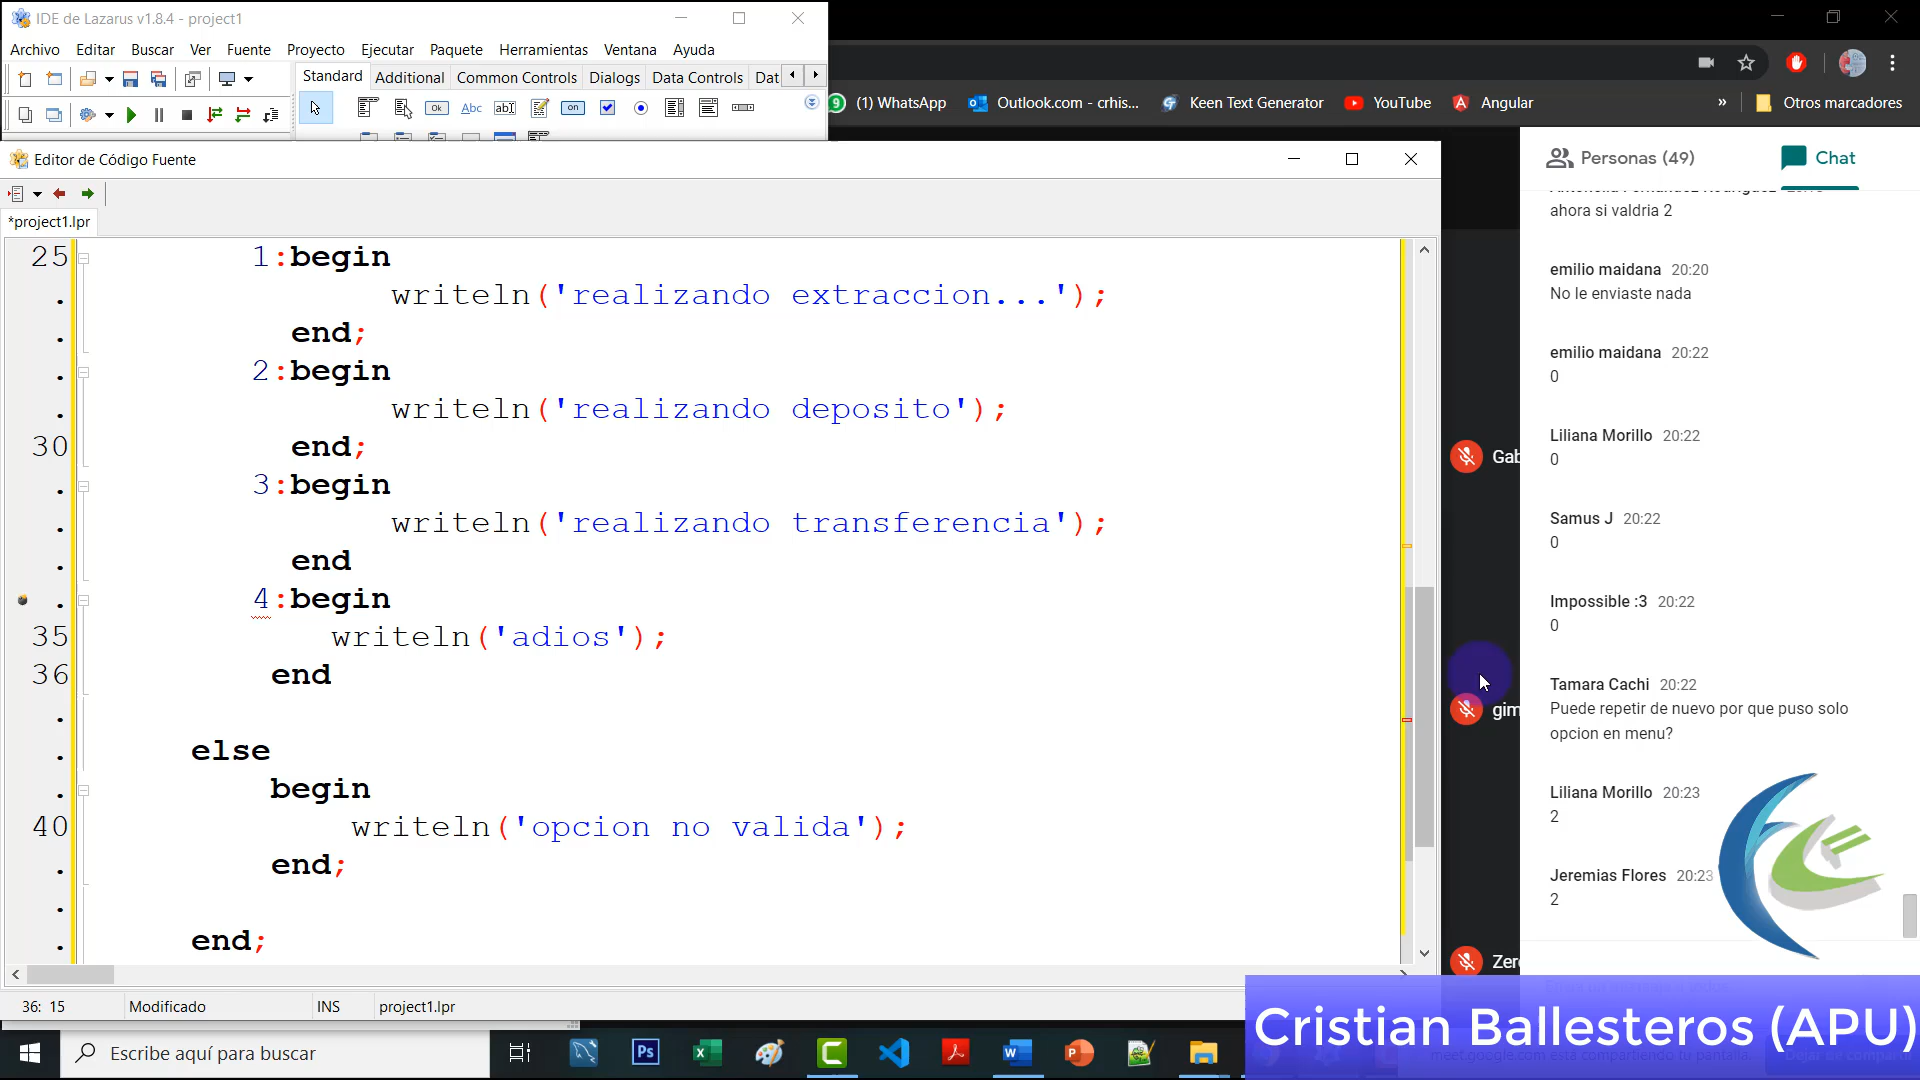 IDE de Lazarus v1.8.4 - project1
Archivo Editar Buscar Ver Fuente Proyecto Ejecutar Paquete Herramientas Ventana Ayuda
Standard Additional Common Controls Dialogs Data Controls Dat
Ok Abc abI on
(1) WhatsApp Outlook.com - crhis... Keen Text Generator YouTube Angular » Otros marcadores
Editor de Código Fuente
*project1.lpr
25 1:begin
writeln('realizando extraccion...');
end;
2:begin
writeln('realizando deposito');
30 end;
3:begin
writeln('realizando transferencia');
end
4:begin
35 writeln('adios');
36 end
else
begin
40 writeln('opcion no valida');
end;
end;
36: 15 Modificado INS project1.lpr
Gab
gim
Zero
Personas (49) Chat
ahora si valdria 2
emilio maidana 20:20
No le enviaste nada
emilio maidana 20:22
0
Liliana Morillo 20:22
0
Samus J 20:22
0
Impossible :3 20:22
0
Tamara Cachi 20:22
Puede repetir de nuevo por que puso solo
opcion en menu?
Liliana Morillo 20:23
2
Jeremias Flores 20:23
2
Cristian Ballesteros (APU)
Escribe aquí para buscar
Ps